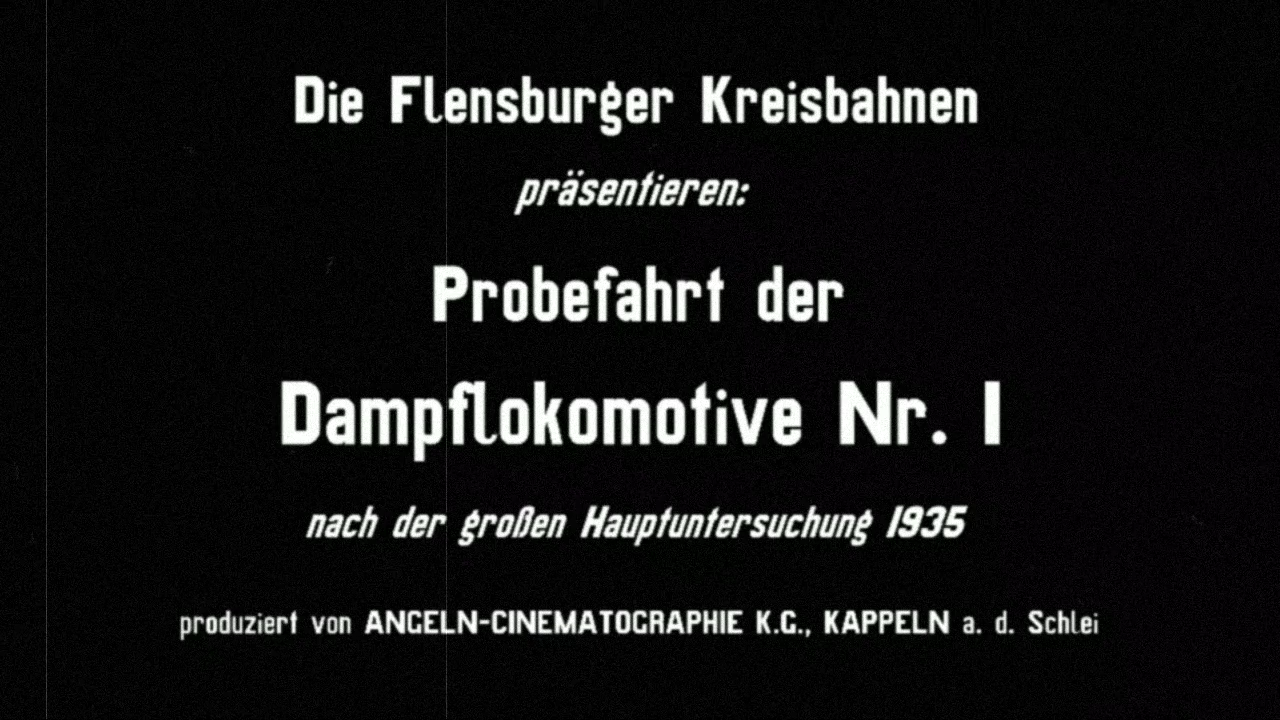 Die Flensburger Kreisbahnen
präsentieren:
Probefahrt der
Dampflokomotive Nr. 1
nach der großen Hauptuntersuchung 1935
produziert von ANGELN-CINEMATOGRAPHIE K.G., KAPPELN a. d. Schlei